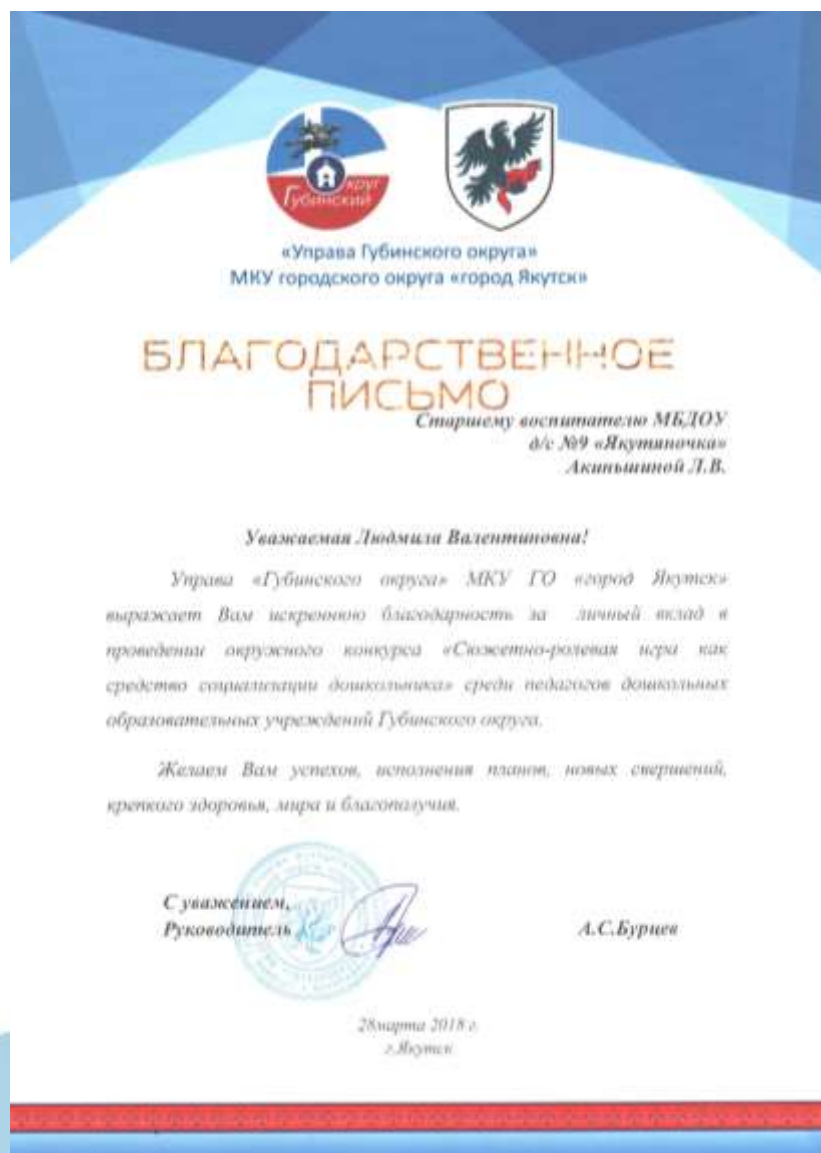 Губинский
округ
«Управа Губинского округа»
МКУ городского округа «город Якутск»
БЛАГОДАРСТВЕННОЕ
ПИСЬМО
Старшему воспитателю МБДОУ
д/с №9 «Якутяночка»
Акиньшиной Л.В.
Уважаемая Людмила Валентиновна!
Управа «Губинского округа» МКУ ГО «город Якутск»
выражает Вам искреннюю благодарность за личный вклад в
проведении окружного конкурса «Сюжетно-ролевая игра как
средство социализации дошкольника» среди педагогов дошкольных
образовательных учреждений Губинского округа.
Желаем Вам успехов, исполнения планов, новых свершений,
крепкого здоровья, мира и благополучия.
С уважением,
Руководитель А.С.Бурцев
28марта 2018 г.
г.Якутск